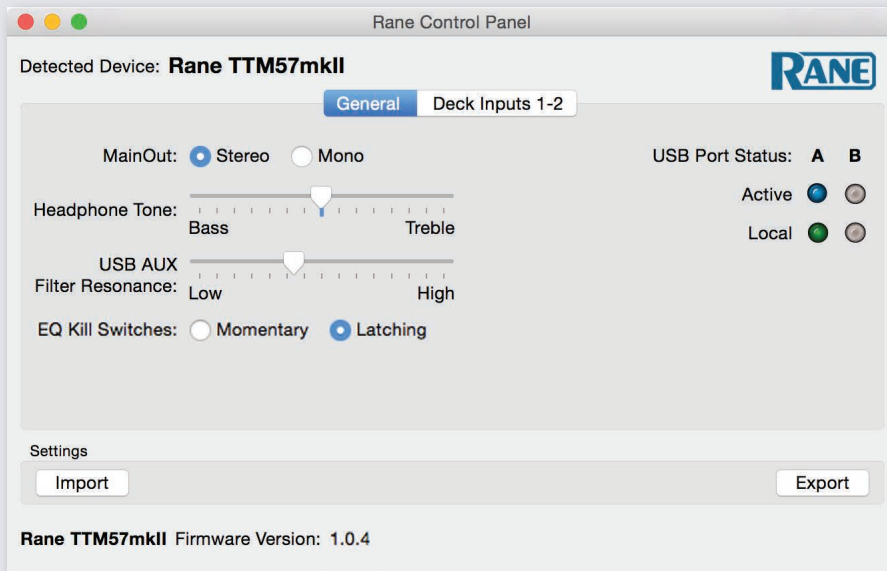 Rane Control Panel
Detected Device: Rane TTM57mkII
RANE
General Deck Inputs 1-2
MainOut: Stereo Mono
USB Port Status: A B
Active
Headphone Tone:
Bass Treble
Local
USB AUX
Filter Resonance:
Low High
EQ Kill Switches: Momentary Latching
Settings
Import Export
Rane TTM57mkII Firmware Version: 1.0.4